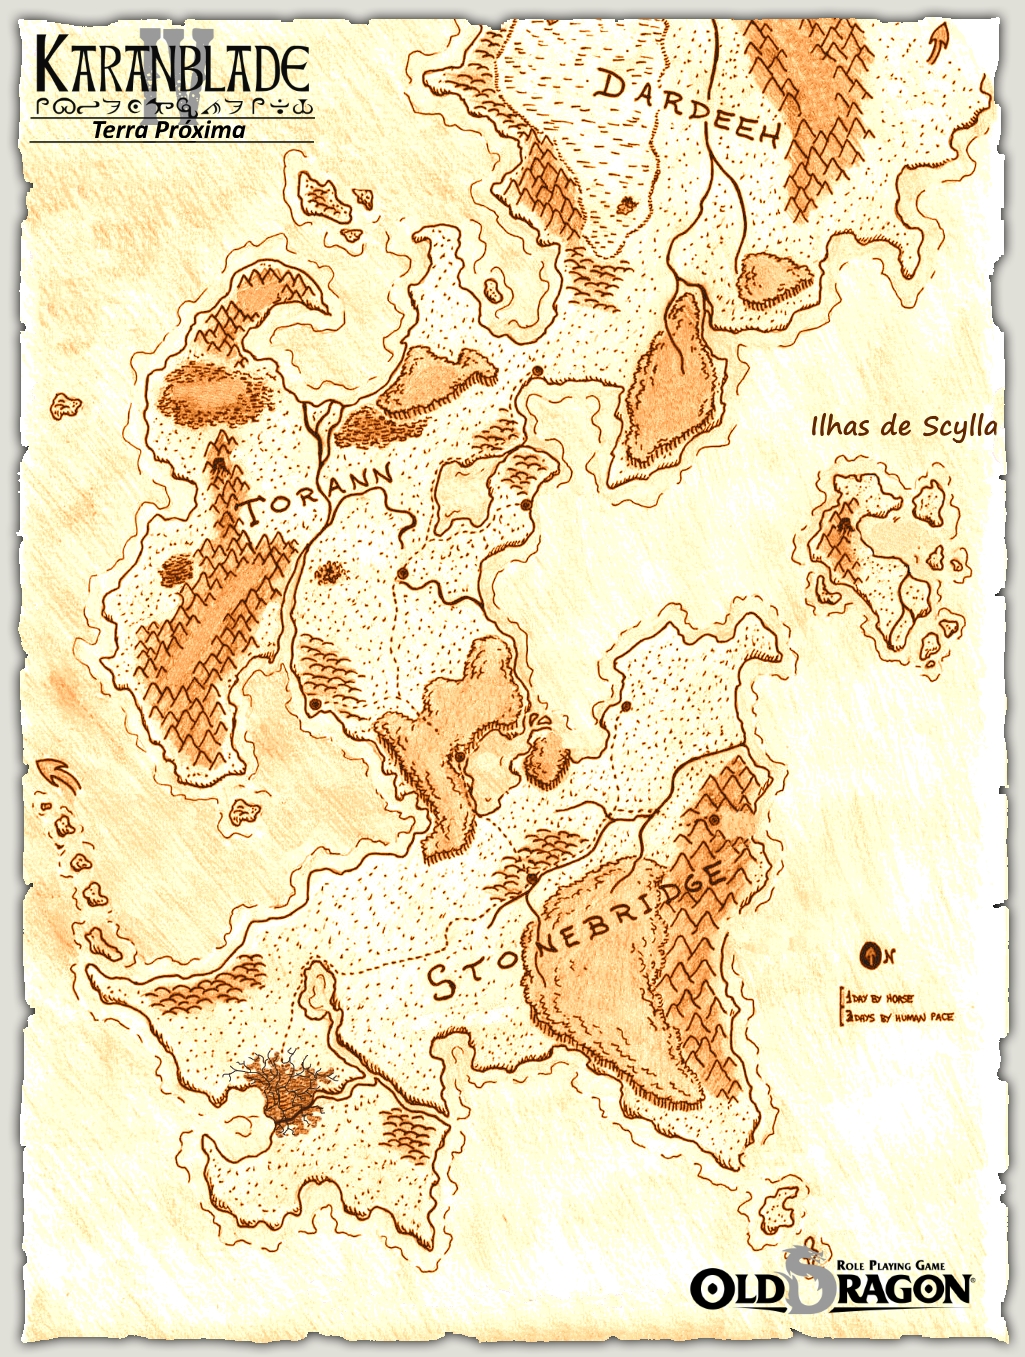 KARANBLADE
IV
Terra Próxima
DARDEEH
Ilhas de Scylla
TORANN
STONEBRIDGE
N
1 DAY BY HORSE
2 DAYS BY HUMAN PACE
ROLE PLAYING GAME
OLD DRAGON®